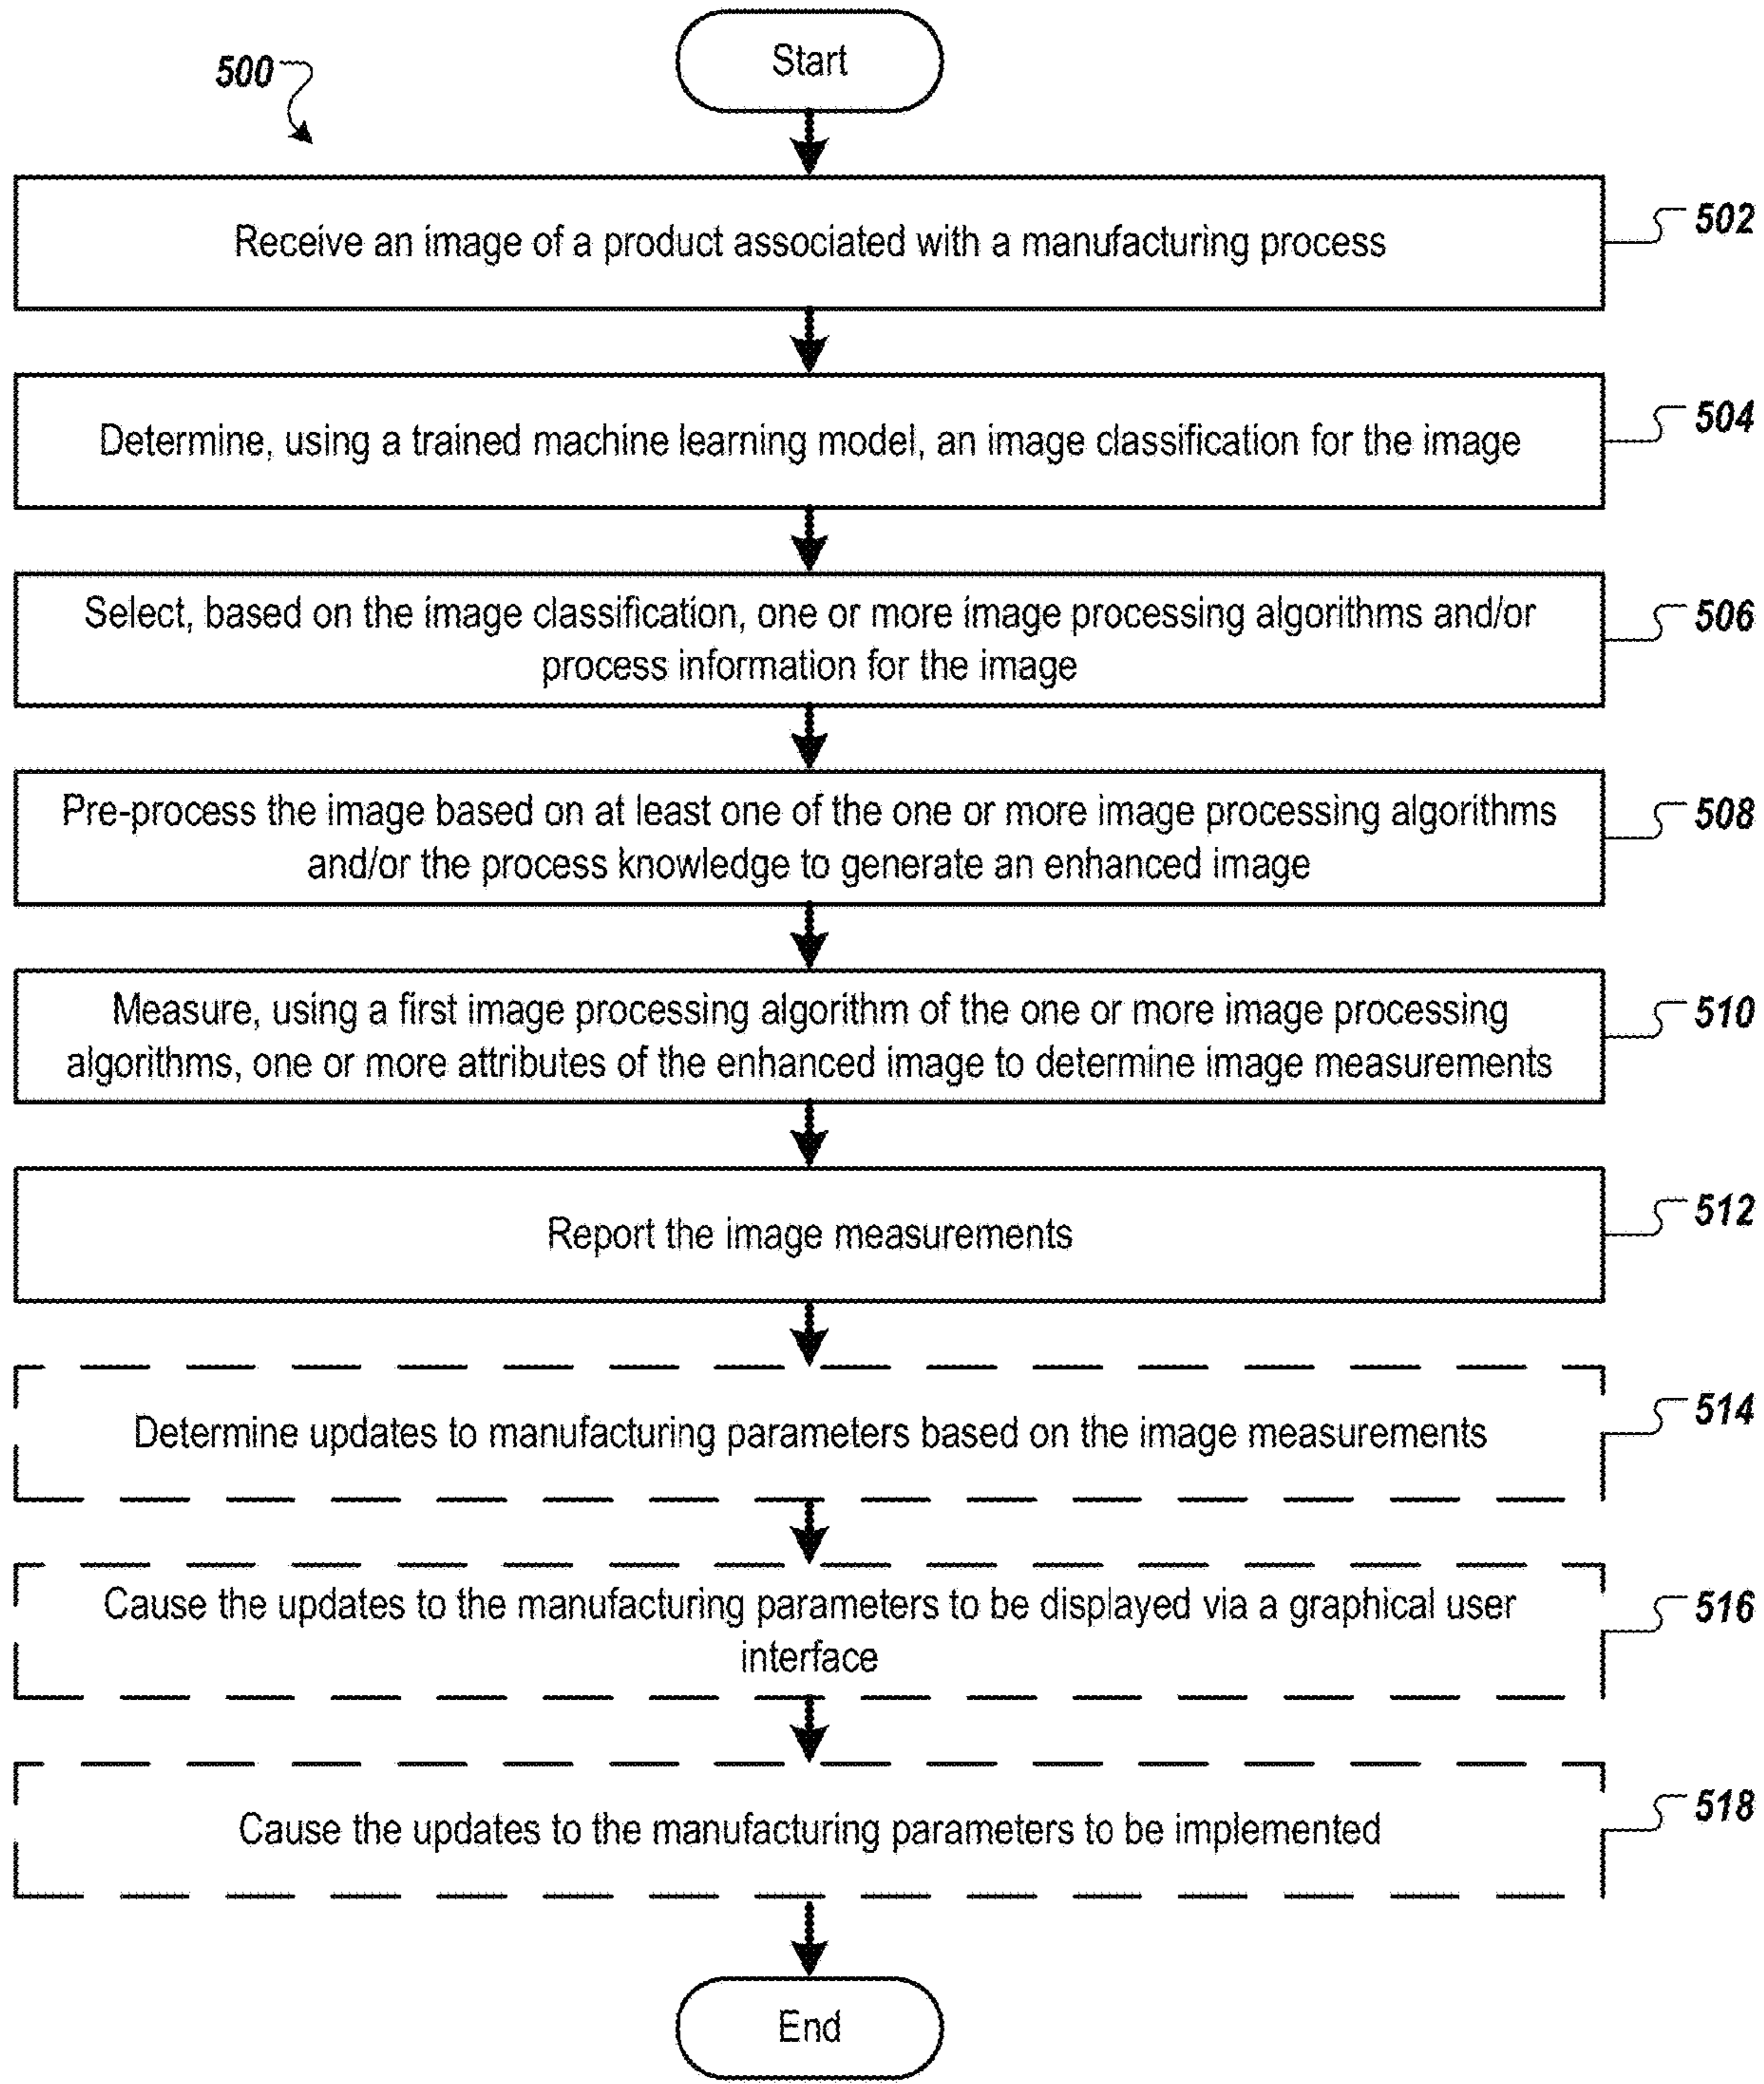 Start
500
Receive an image of a product associated with a manufacturing process
502
Determine, using a trained machine learning model, an image classification for the image
504
Select, based on the image classification, one or more image processing algorithms and/or
process information for the image
506
Pre-process the image based on at least one of the one or more image processing algorithms
and/or the process knowledge to generate an enhanced image
508
Measure, using a first image processing algorithm of the one or more image processing
algorithms, one or more attributes of the enhanced image to determine image measurements
510
Report the image measurements
512
Determine updates to manufacturing parameters based on the image measurements
514
Cause the updates to the manufacturing parameters to be displayed via a graphical user
interface
516
Cause the updates to the manufacturing parameters to be implemented
518
End